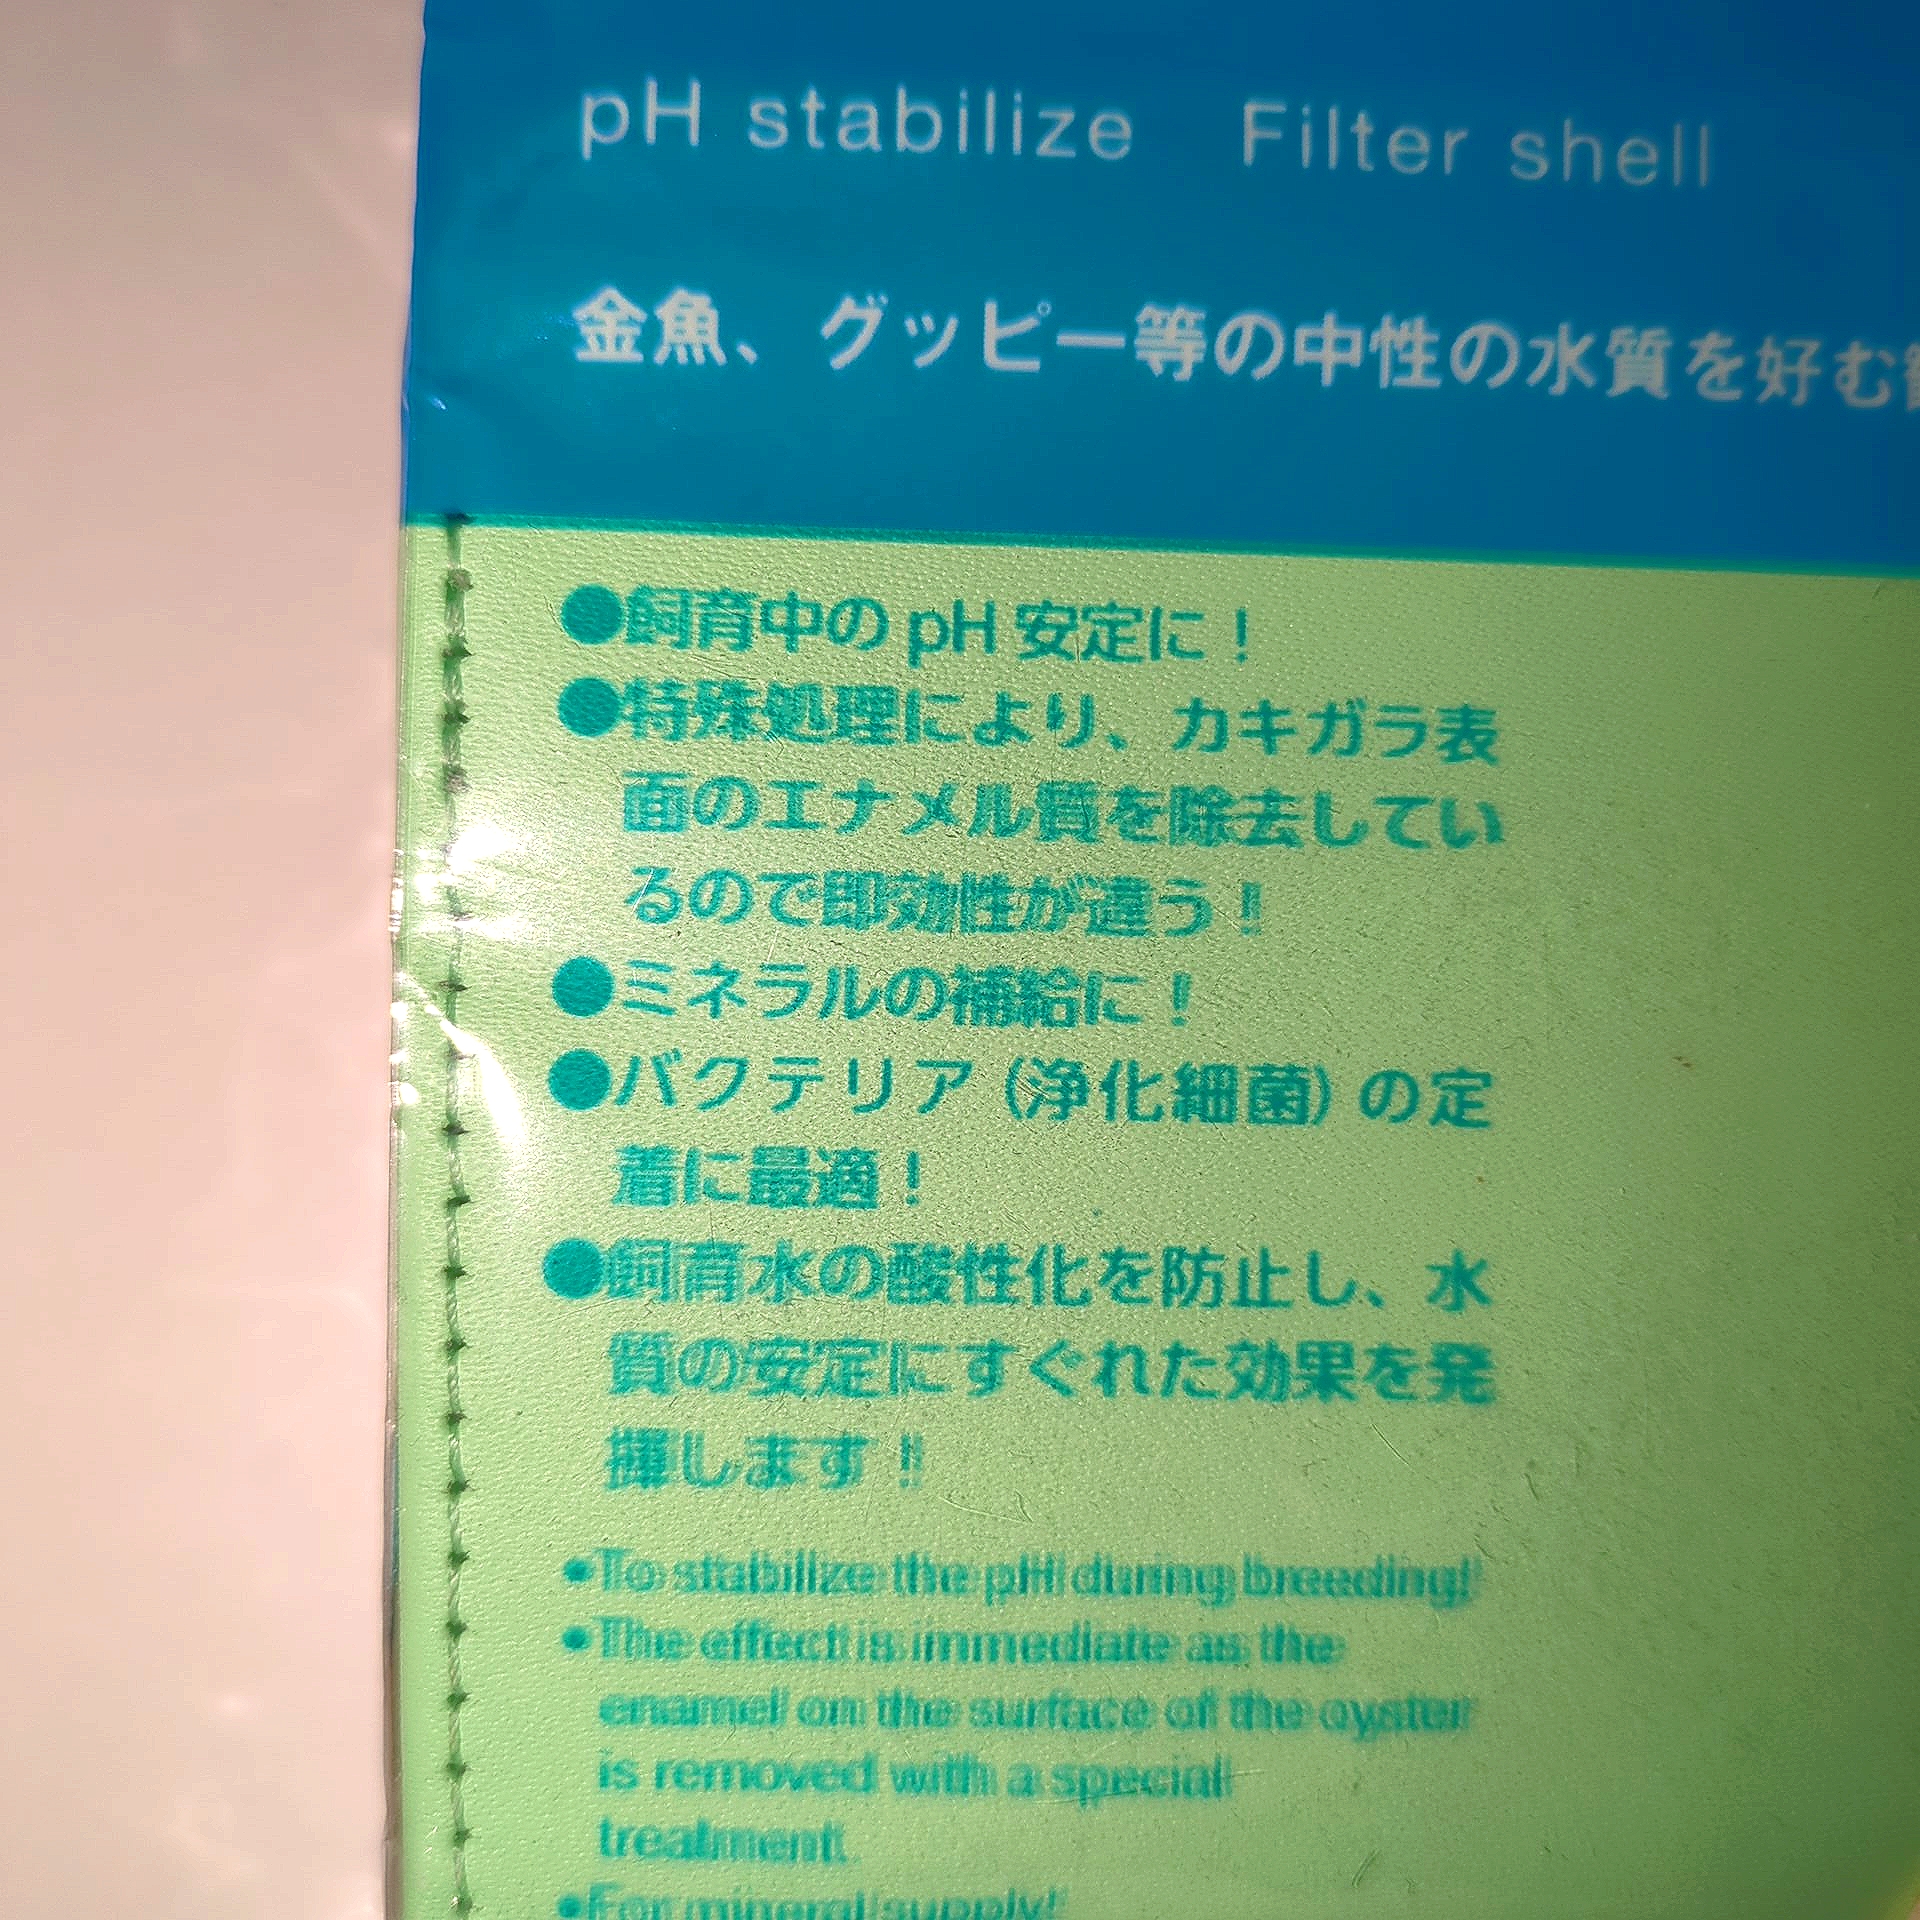 pH stabilize Filter shell
金魚、グッピー等の中性の水質を好む
●飼育中の pH 安定に！
●特殊処理により、カキガラ表
面のエナメル質を除去してい
るので即効性が違う！
●ミネラルの補給に！
●バクテリア (浄化細菌) の定
着に最適！
●飼育水の酸性化を防止し、水
質の安定にすぐれた効果を発
揮します‼
•To stabilize the pH during breeding!
•The effect is immediate as the
enamel on the surface of the oyster
is removed with a special
treatment.
•For mineral supply!